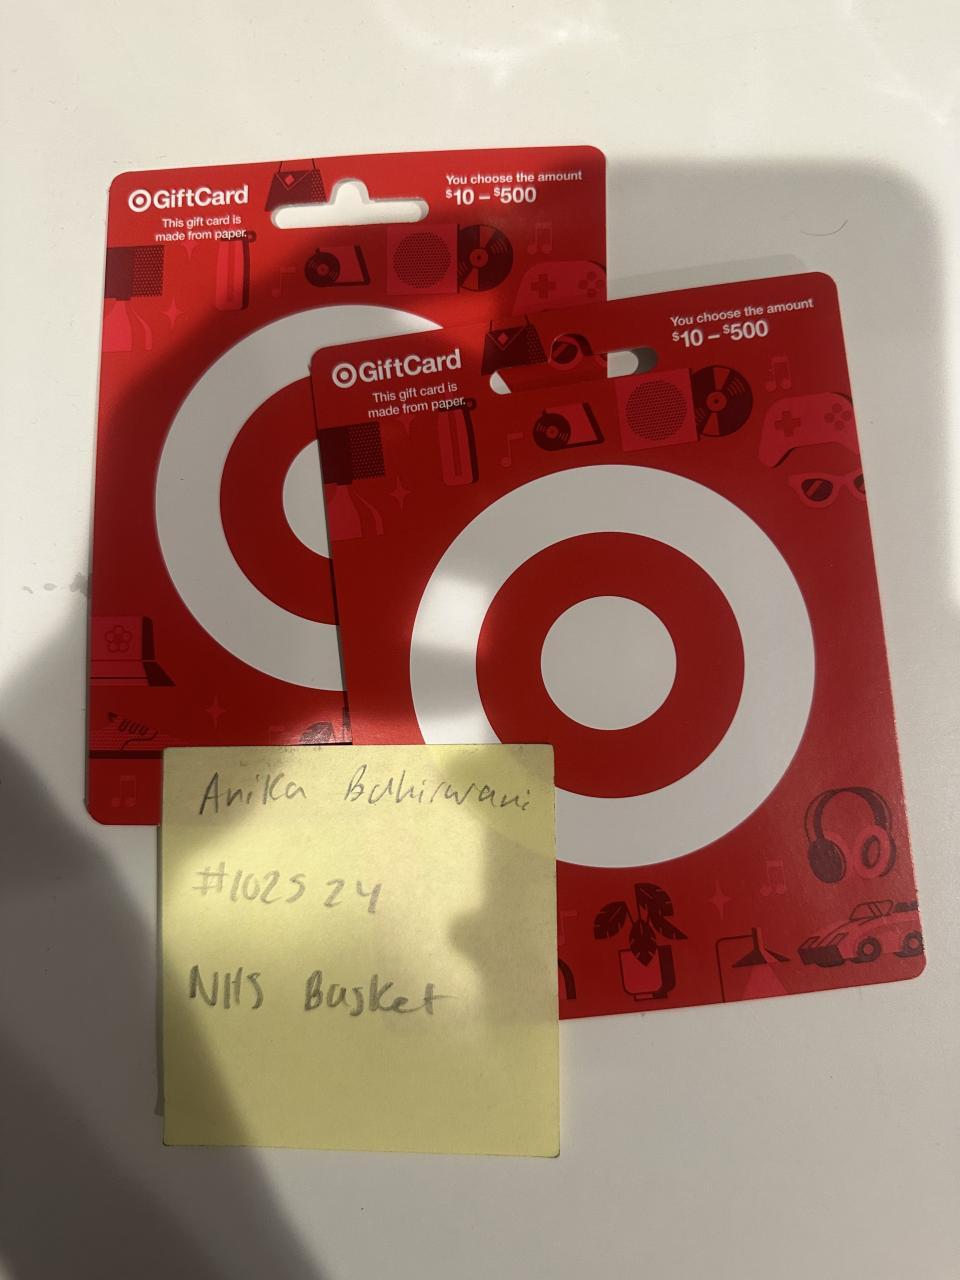 GiftCard
This gift card is
made from paper.
You choose the amount
$10 – $500
GiftCard
This gift card is
made from paper.
You choose the amount
$10 – $500
Anika
#102524
NHS Basket